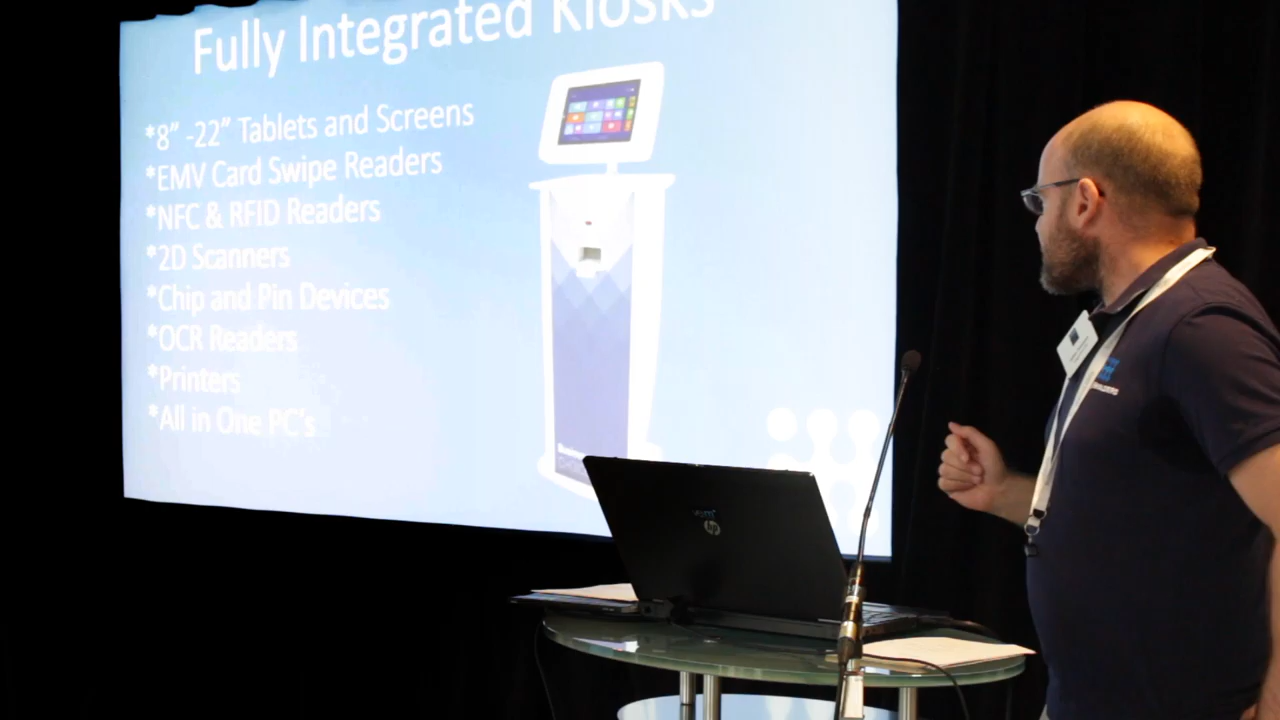 Fully Integrated Kiosks
*8” -22” Tablets and Screens
*EMV Card Swipe Readers
*NFC & RFID Readers
*2D Scanners
*Chip and Pin Devices
*OCR Readers
*Printers
*All in One PC’s
hp